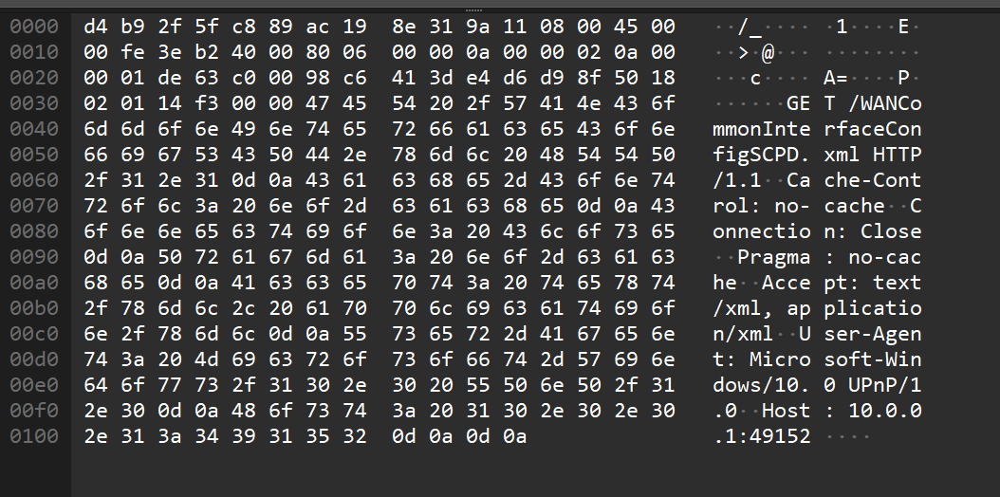 0000 d4 b9 2f 5f c8 89 ac 19 8e 31 9a 11 08 00 45 00 ··/_····1····E·
0010 00 fe 3e b2 40 00 80 06 00 00 0a 00 00 02 0a 00 ··>·@···········
0020 00 01 de 63 c0 00 98 c6 41 3d e4 d6 d9 8f 50 18 ···c····A=····P·
0030 02 01 14 f3 00 00 47 45 54 20 2f 57 41 4e 43 6f ······GET /WANCo
0040 6d 6d 6f 6e 49 6e 74 65 72 66 61 63 65 43 6f 6e mmonInterfaceCon
0050 66 69 67 53 43 50 44 2e 78 6d 6c 20 48 54 54 50 figSCPD.xml HTTP
0060 2f 31 2e 31 0d 0a 43 61 63 68 65 2d 43 6f 6e 74 /1.1··Cache-Cont
0070 72 6f 6c 3a 20 6e 6f 2d 63 61 63 68 65 0d 0a 43 rol: no-cache··C
0080 6f 6e 6e 65 63 74 69 6f 6e 3a 20 43 6c 6f 73 65 onnection: Close
0090 0d 0a 50 72 61 67 6d 61 3a 20 6e 6f 2d 63 61 63 ··Pragma: no-cac
00a0 68 65 0d 0a 41 63 63 65 70 74 3a 20 74 65 78 74 he··Accept: text
00b0 2f 78 6d 6c 2c 20 61 70 70 6c 69 63 61 74 69 6f /xml, applicatio
00c0 6e 2f 78 6d 6c 0d 0a 55 73 65 72 2d 41 67 65 6e n/xml··User-Agen
00d0 74 3a 20 4d 69 63 72 6f 73 6f 66 74 2d 57 69 6e t: Microsoft-Win
00e0 64 6f 77 73 2f 31 30 2e 30 20 55 50 6e 50 2f 31 dows/10.0 UPnP/1
00f0 2e 30 0d 0a 48 6f 73 74 3a 20 31 30 2e 30 2e 30 .0··Host: 10.0.0
0100 2e 31 3a 34 39 31 35 32 0d 0a 0d 0a .1:49152····